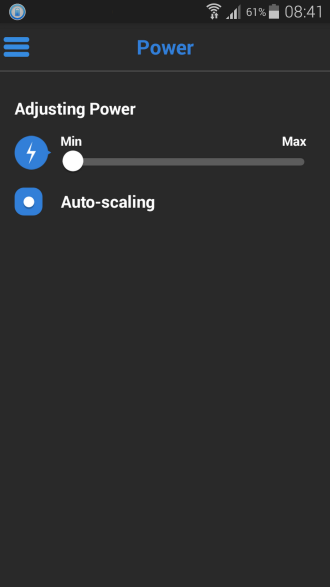 61% 08:41
Power
Adjusting Power
Min Max
Auto-scaling